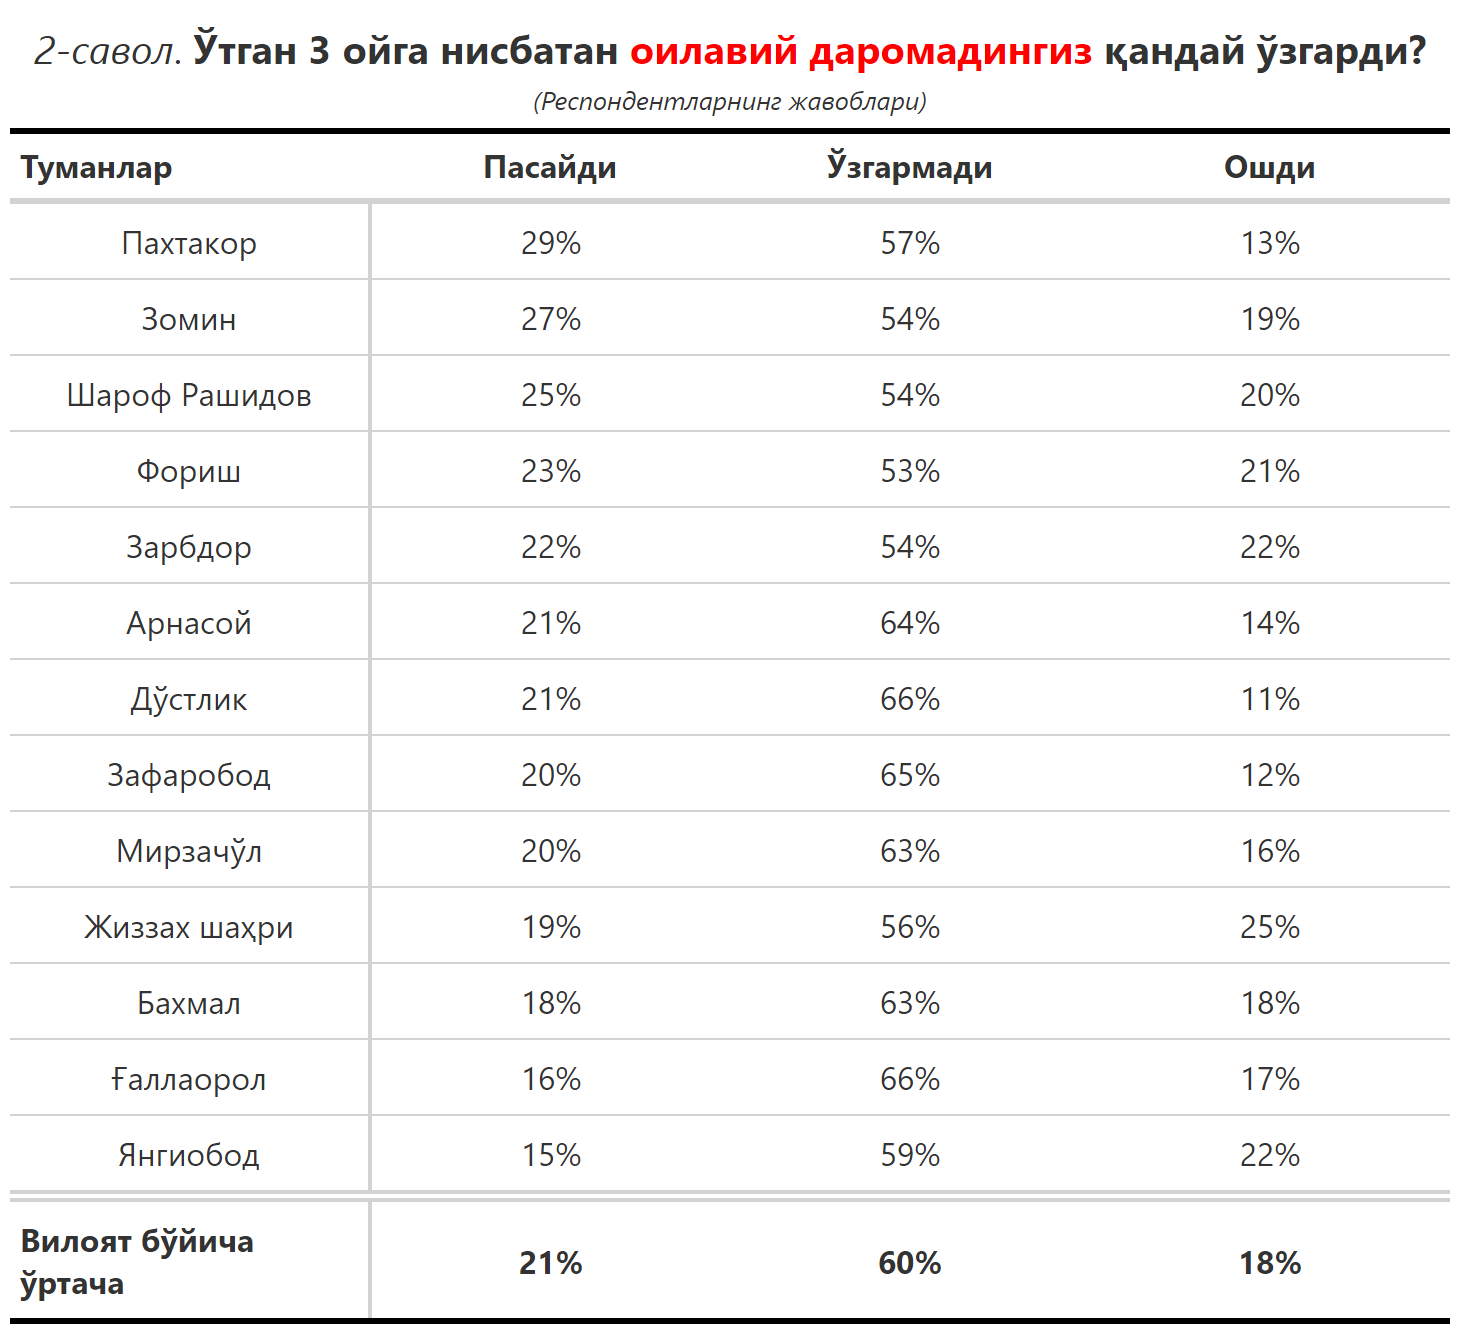 2-савол. Ўтган 3 ойга нисбатан оилавий даромадингиз қандай ўзгарди?
(Респондентларнинг жавоблари)
Туманлар Пасайди Ўзгармади Ошди
Пахтакор 29% 57% 13%
Зомин 27% 54% 19%
Шароф Рашидов 25% 54% 20%
Фориш 23% 53% 21%
Зарбдор 22% 54% 22%
Арнасой 21% 64% 14%
Дўстлик 21% 66% 11%
Зафаробод 20% 65% 12%
Мирзачўл 20% 63% 16%
Жиззах шаҳри 19% 56% 25%
Бахмал 18% 63% 18%
Ғаллаорол 16% 66% 17%
Янгиобод 15% 59% 22%
Вилоят бўйича
ўртача 21% 60% 18%